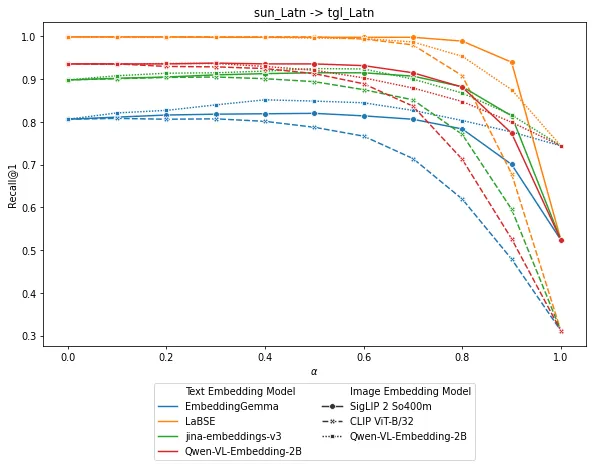 sun_Latn -> tgl_Latn
Recall@1
1.0
0.9
0.8
0.7
0.6
0.5
0.4
0.3
0.0 0.2 0.4 0.6 0.8 1.0
α
Text Embedding Model
EmbeddingGemma
LaBSE
jina-embeddings-v3
Qwen-VL-Embedding-2B
Image Embedding Model
SigLIP 2 So400m
CLIP ViT-B/32
Qwen-VL-Embedding-2B